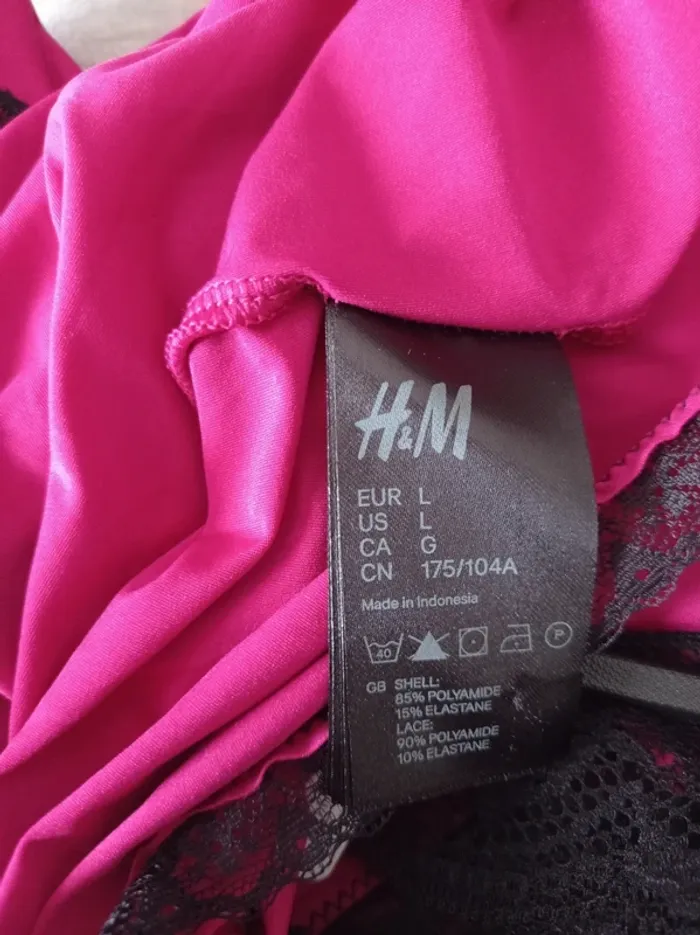 H&M
EUR L
US L
CA G
CN 175/104A
Made in Indonesia
40 P
GB SHELL:
85% POLYAMIDE
15% ELASTANE
LACE:
90% POLYAMIDE
10% ELASTANE